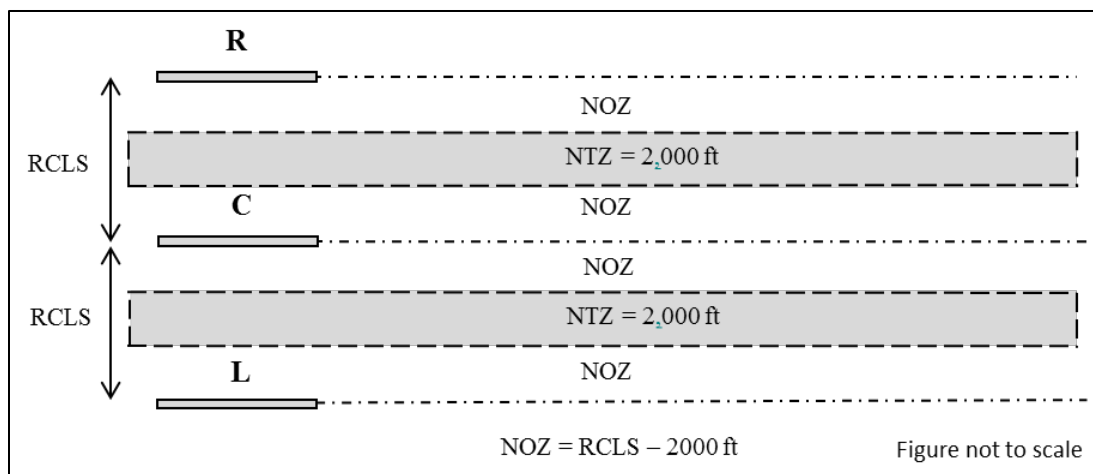 R
NOZ
RCLS
NTZ = 2,000 ft
C
NOZ
NOZ
RCLS
NTZ = 2,000 ft
L
NOZ
NOZ = RCLS – 2000 ft
Figure not to scale